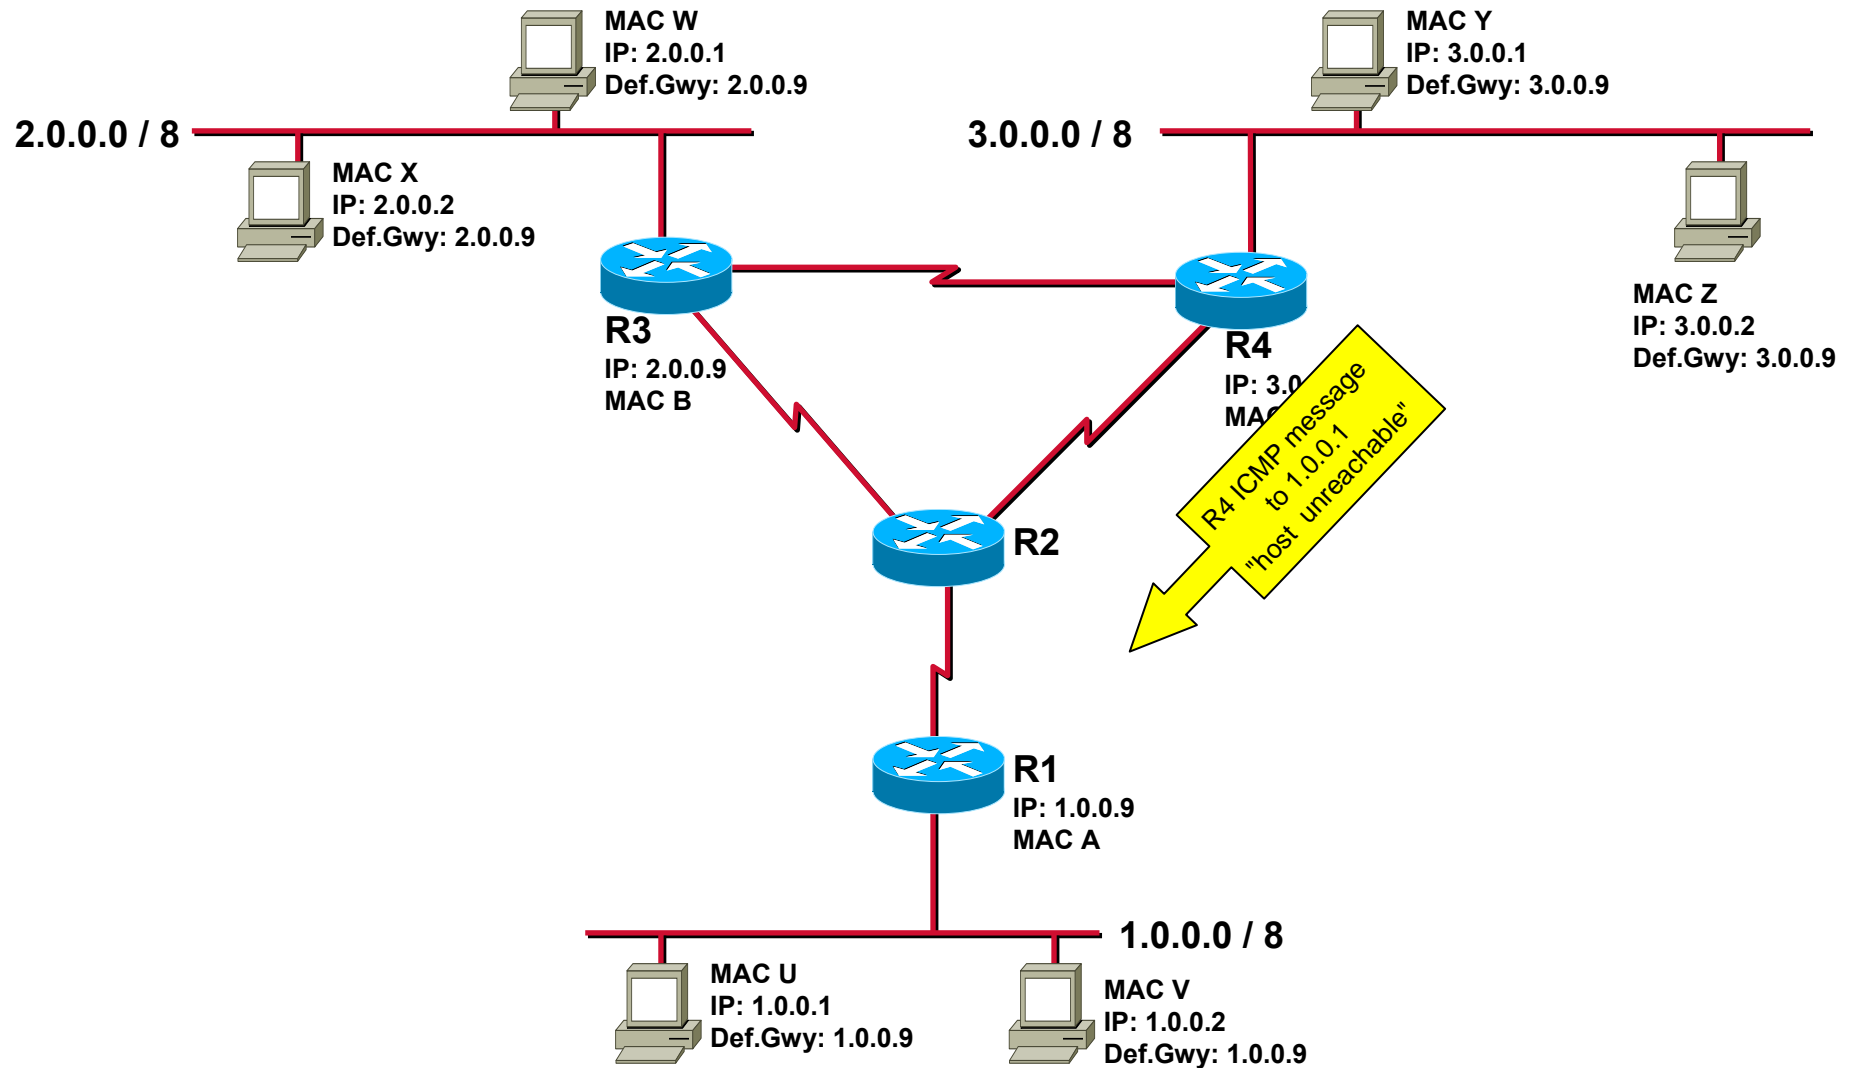 MAC W
IP: 2.0.0.1
Def.Gwy: 2.0.0.9
MAC Y
IP: 3.0.0.1
Def.Gwy: 3.0.0.9
2.0.0.0 / 8
3.0.0.0 / 8
MAC X
IP: 2.0.0.2
Def.Gwy: 2.0.0.9
MAC Z
IP: 3.0.0.2
Def.Gwy: 3.0.0.9
R3
IP: 2.0.0.9
MAC B
R4
IP: 3.0
MAC
R4 ICMP message
to 1.0.0.1
"host unreachable"
R2
R1
IP: 1.0.0.9
MAC A
1.0.0.0 / 8
MAC U
IP: 1.0.0.1
Def.Gwy: 1.0.0.9
MAC V
IP: 1.0.0.2
Def.Gwy: 1.0.0.9